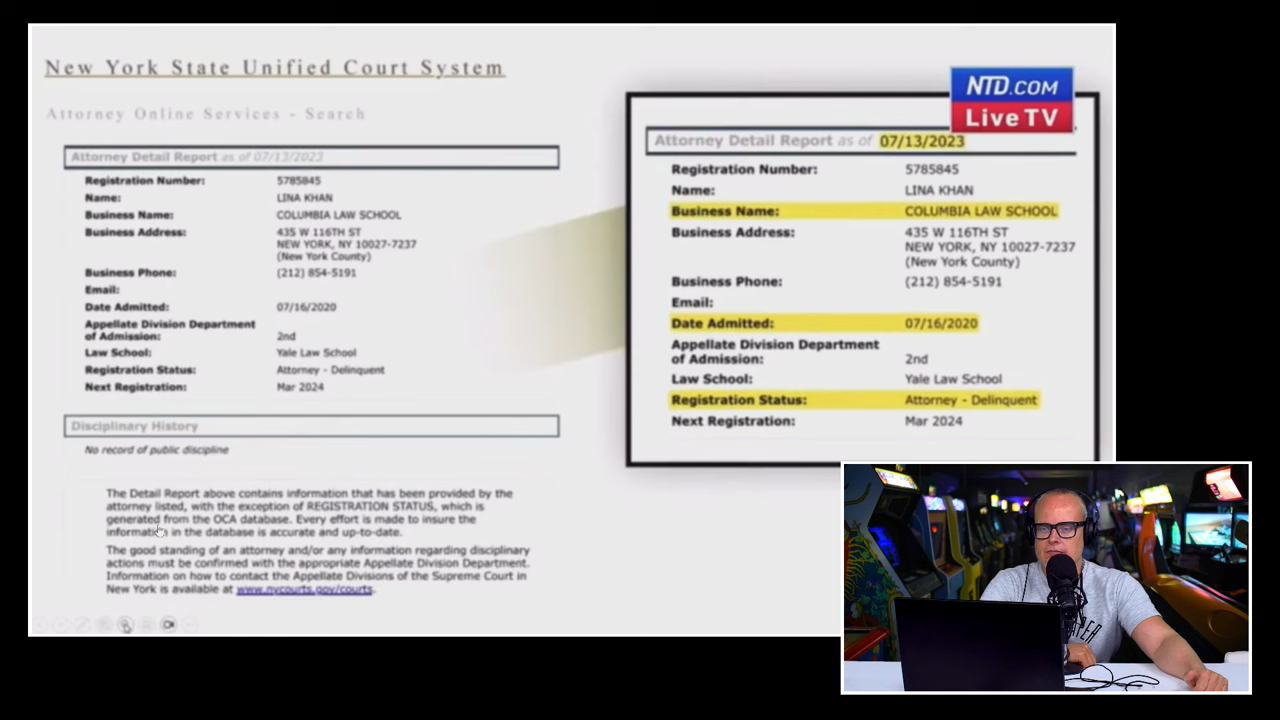 New York State Unified Court System
Attorney Online Services - Search
Attorney Detail Report as of 07/13/2023
Registration Number: 5785845
Name: LINA KHAN
Business Name: COLUMBIA LAW SCHOOL
Business Address: 435 W 116TH ST
NEW YORK, NY 10027-7237
(New York County)
Business Phone: (212) 854-5191
Email:
Date Admitted: 07/16/2020
Appellate Division Department
of Admission: 2nd
Law School: Yale Law School
Registration Status: Attorney - Delinquent
Next Registration: Mar 2024
Disciplinary History
No record of public discipline
The Detail Report above contains information that has been provided by the
attorney listed, with the exception of REGISTRATION STATUS, which is
generated from the OCA database. Every effort is made to insure the
information in the database is accurate and up-to-date.
The good standing of an attorney and/or any information regarding disciplinary
actions must be confirmed with the appropriate Appellate Division Department.
Information on how to contact the Appellate Divisions of the Supreme Court in
New York is available at www.nycourts.gov/courts.
NTD.COM
Live TV
Attorney Detail Report as of 07/13/2023
Registration Number: 5785845
Name: LINA KHAN
Business Name: COLUMBIA LAW SCHOOL
Business Address: 435 W 116TH ST
NEW YORK, NY 10027-7237
(New York County)
Business Phone: (212) 854-5191
Email:
Date Admitted: 07/16/2020
Appellate Division Department
of Admission: 2nd
Law School: Yale Law School
Registration Status: Attorney - Delinquent
Next Registration: Mar 2024